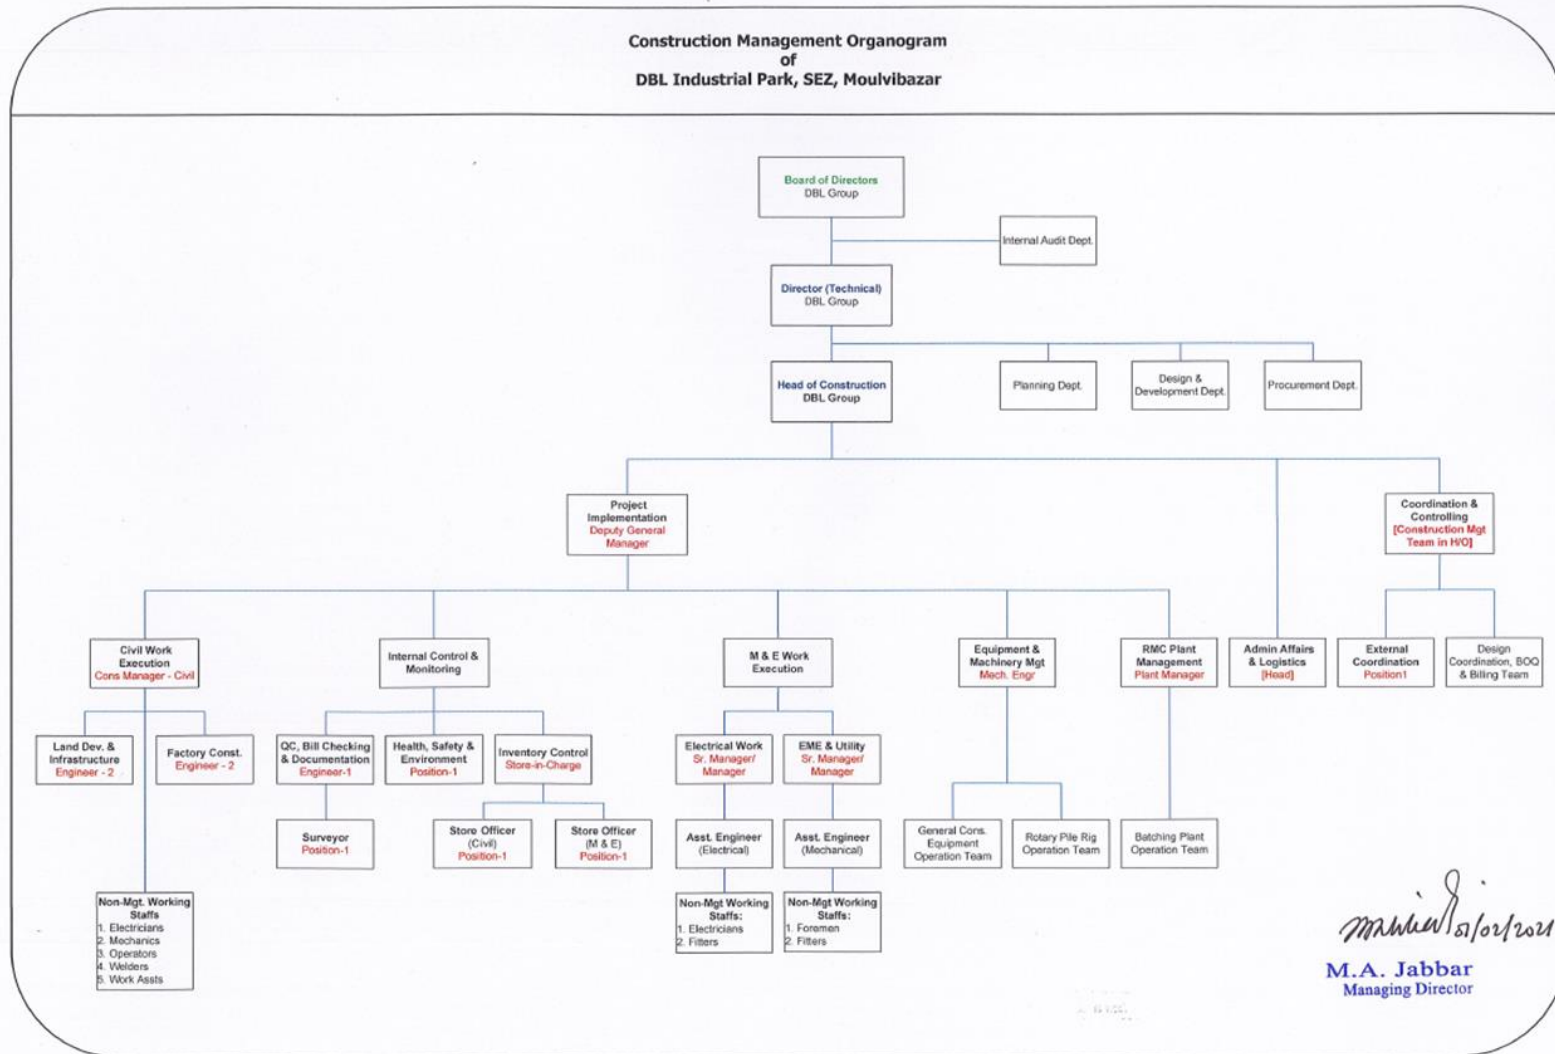 Construction Management Organogram
of
DBL Industrial Park, SEZ, Moulvibazar
Board of Directors
DBL Group
Internal Audit Dept.
Director (Technical)
DBL Group
Head of Construction
DBL Group
Planning Dept.
Design &
Development Dept.
Procurement Dept.
Project
Implementation
Deputy General
Manager
Coordination &
Controlling
[Construction Mgt
Team in H/O]
Civil Work
Execution
Cons Manager - Civil
Internal Control &
Monitoring
M & E Work
Execution
Equipment &
Machinery Mgt
Mech. Engr
RMC Plant
Management
Plant Manager
Admin Affairs
& Logistics
[Head]
External
Coordination
Position1
Design
Coordination, BOQ
& Billing Team
Land Dev. &
Infrastructure
Engineer - 2
Factory Const.
Engineer - 2
QC, Bill Checking
& Documentation
Engineer-1
Health, Safety &
Environment
Position-1
Inventory Control
Store-in-Charge
Electrical Work
Sr. Manager/
Manager
EME & Utility
Sr. Manager/
Manager
Surveyor
Position-1
Store Officer
(Civil)
Position-1
Store Officer
(M & E)
Position-1
Asst. Engineer
(Electrical)
Asst. Engineer
(Mechanical)
General Cons.
Equipment
Operation Team
Rotary Pile Rig
Operation Team
Batching Plant
Operation Team
Non-Mgt. Working
Staffs
1. Electricians
2. Mechanics
3. Operators
4. Welders
5. Work Assts
Non-Mgt Working
Staffs:
1. Electricians
2. Fitters
Non-Mgt Working
Staffs:
1. Foremen
2. Fitters
01/02/2021
M.A. Jabbar
Managing Director